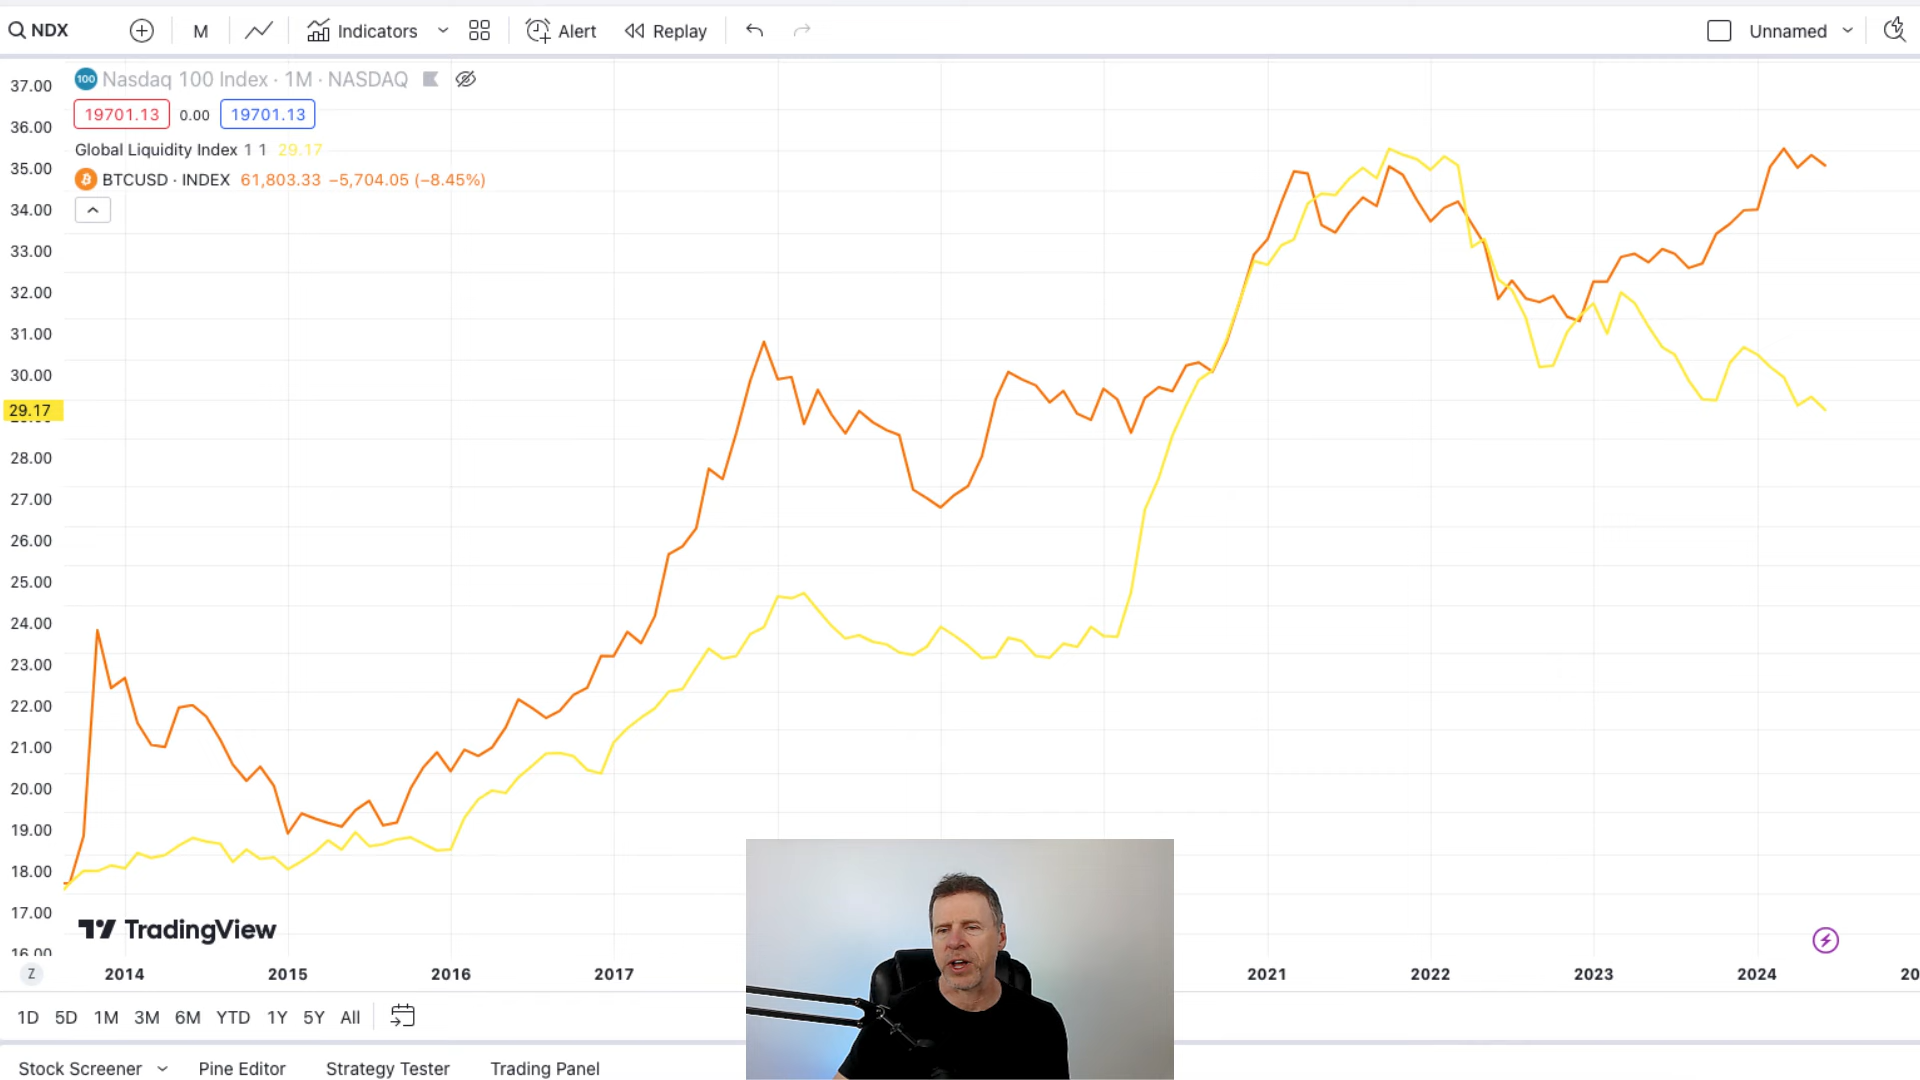 NDX M Indicators Alert Replay Unnamed
100 Nasdaq 100 Index · 1M · NASDAQ
19701.13 0.00 19701.13
Global Liquidity Index 1 1 29.17
BTCUSD · INDEX 61,803.33 −5,704.05 (−8.45%)
37.00
36.00
35.00
34.00
33.00
32.00
31.00
30.00
29.17
28.00
27.00
26.00
25.00
24.00
23.00
22.00
21.00
20.00
19.00
18.00
17.00
16.00
TradingView
Z 2014 2015 2016 2017 2021 2022 2023 2024 20
1D 5D 1M 3M 6M YTD 1Y 5Y All
Stock Screener Pine Editor Strategy Tester Trading Panel